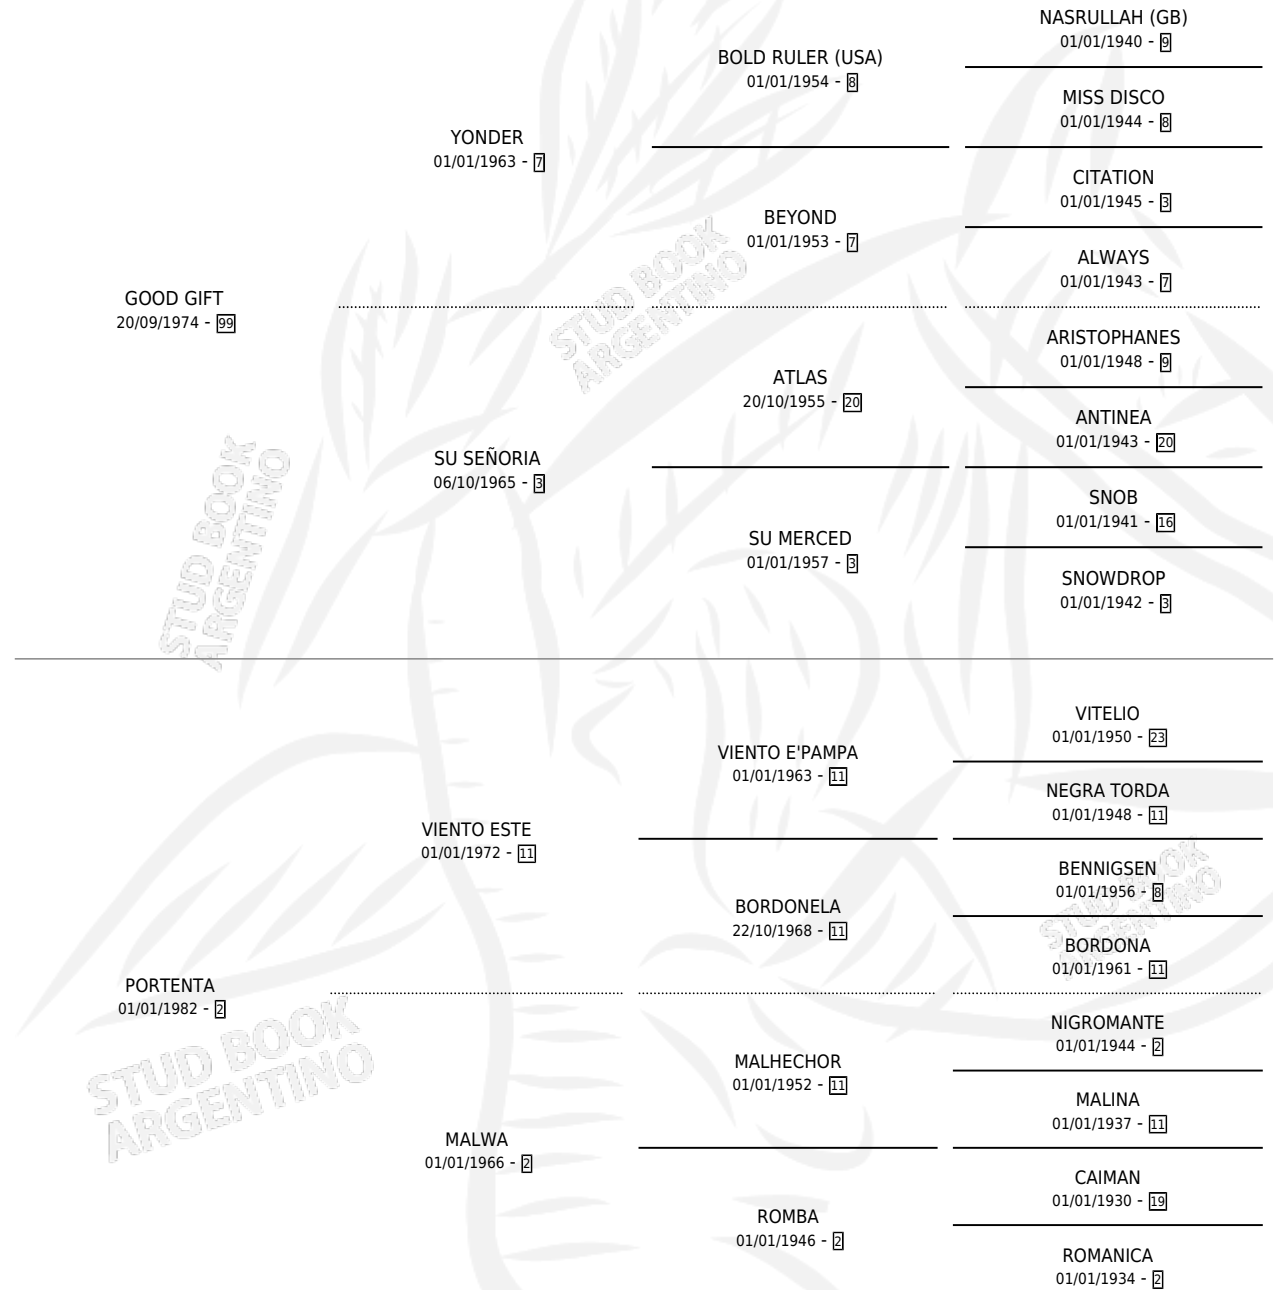 NASRULLAH (GB)
01/01/1940 - 9
BOLD RULER (USA)
01/01/1954 - 8
MISS DISCO
01/01/1944 - 8
YONDER
01/01/1963 - 7
CITATION
01/01/1945 - 3
BEYOND
01/01/1953 - 7
ALWAYS
01/01/1943 - 7
GOOD GIFT
20/09/1974 - 99
ARISTOPHANES
01/01/1948 - 9
ATLAS
20/10/1955 - 20
ANTINEA
01/01/1943 - 20
SU SEÑORIA
06/10/1965 - 3
SNOB
01/01/1941 - 16
SU MERCED
01/01/1957 - 3
SNOWDROP
01/01/1942 - 3
STUD BOOK
ARGENTINO
STUD BOOK
ARGENTINO
VITELIO
01/01/1950 - 23
VIENTO E'PAMPA
01/01/1963 - 11
NEGRA TORDA
01/01/1948 - 11
VIENTO ESTE
01/01/1972 - 11
BENNIGSEN
01/01/1956 - 8
BORDONELA
22/10/1968 - 11
BORDONA
01/01/1961 - 11
PORTENTA
01/01/1982 - 2
NIGROMANTE
01/01/1944 - 2
MALHECHOR
01/01/1952 - 11
MALINA
01/01/1937 - 11
MALWA
01/01/1966 - 2
CAIMAN
01/01/1930 - 19
ROMBA
01/01/1946 - 2
ROMANICA
01/01/1934 - 2
STUD BOOK
ARGENTINO
STUD BOOK
ARGENTINO